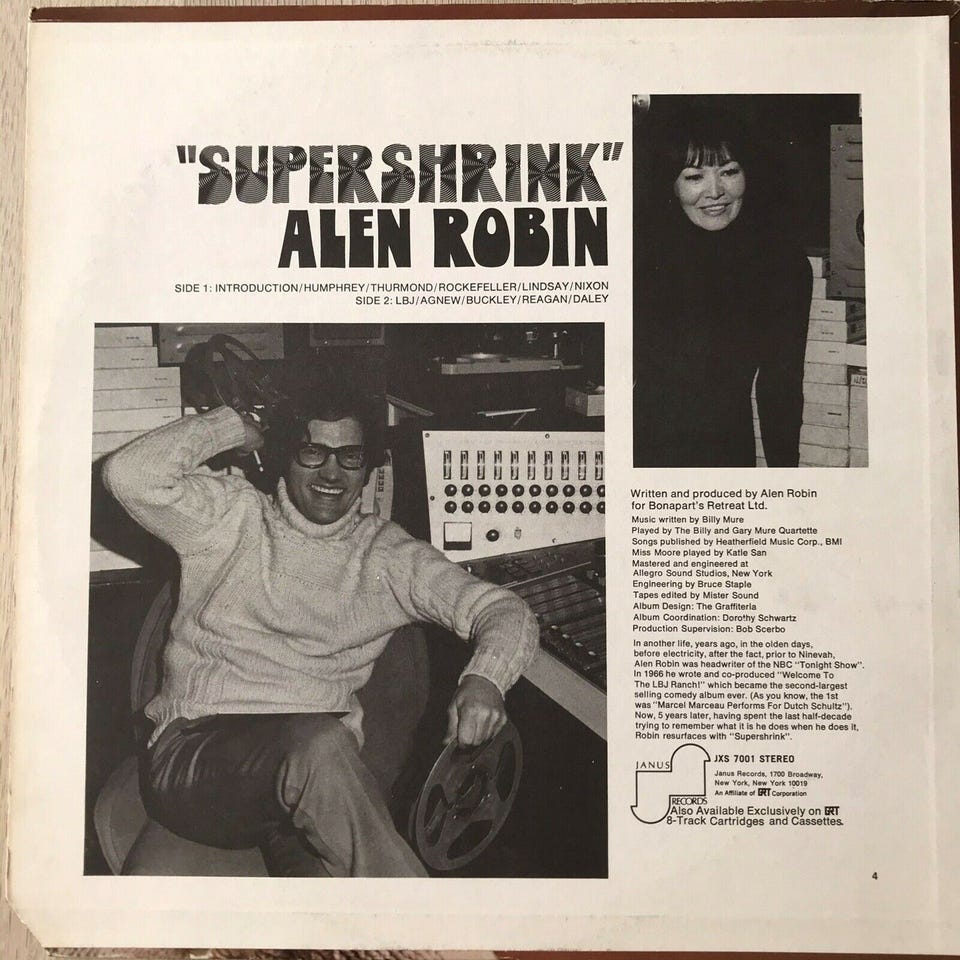 "SUPERSHRINK"
ALEN ROBIN
SIDE 1: INTRODUCTION/HUMPHREY/THURMOND/ROCKEFELLER/LINDSAY/NIXON
SIDE 2: LBJ/AGNEW/BUCKLEY/REAGAN/DALEY
Written and produced by Alen Robin
for Bonapart's Retreat Ltd.
Music written by Billy Mure
Played by The Billy and Gary Mure Quartette
Songs published by Heatherfield Music Corp., BMI
Miss Moore played by Katie San
Mastered and engineered at
Allegro Sound Studios, New York
Engineering by Bruce Staple
Tapes edited by Mister Sound
Album Design: The Graffiteria
Album Coordination: Dorothy Schwartz
Production Supervision: Bob Scerbo
In another life, years ago, in the olden days,
before electricity, after the fact, prior to Ninevah,
Alen Robin was headwriter of the NBC "Tonight Show".
In 1966 he wrote and co-produced "Welcome To
The LBJ Ranch!" which became the second-largest
selling comedy album ever. (As you know, the 1st
was "Marcel Marceau Performs For Dutch Schultz").
Now, 5 years later, having spent the last half-decade
trying to remember what it is he does when he does it,
Robin resurfaces with "Supershrink".
JANUS
RECORDS
JXS 7001 STEREO
Janus Records, 1700 Broadway,
New York, New York 10019
An Affiliate of GRT Corporation
Also Available Exclusively on GRT
8-Track Cartridges and Cassettes.
4